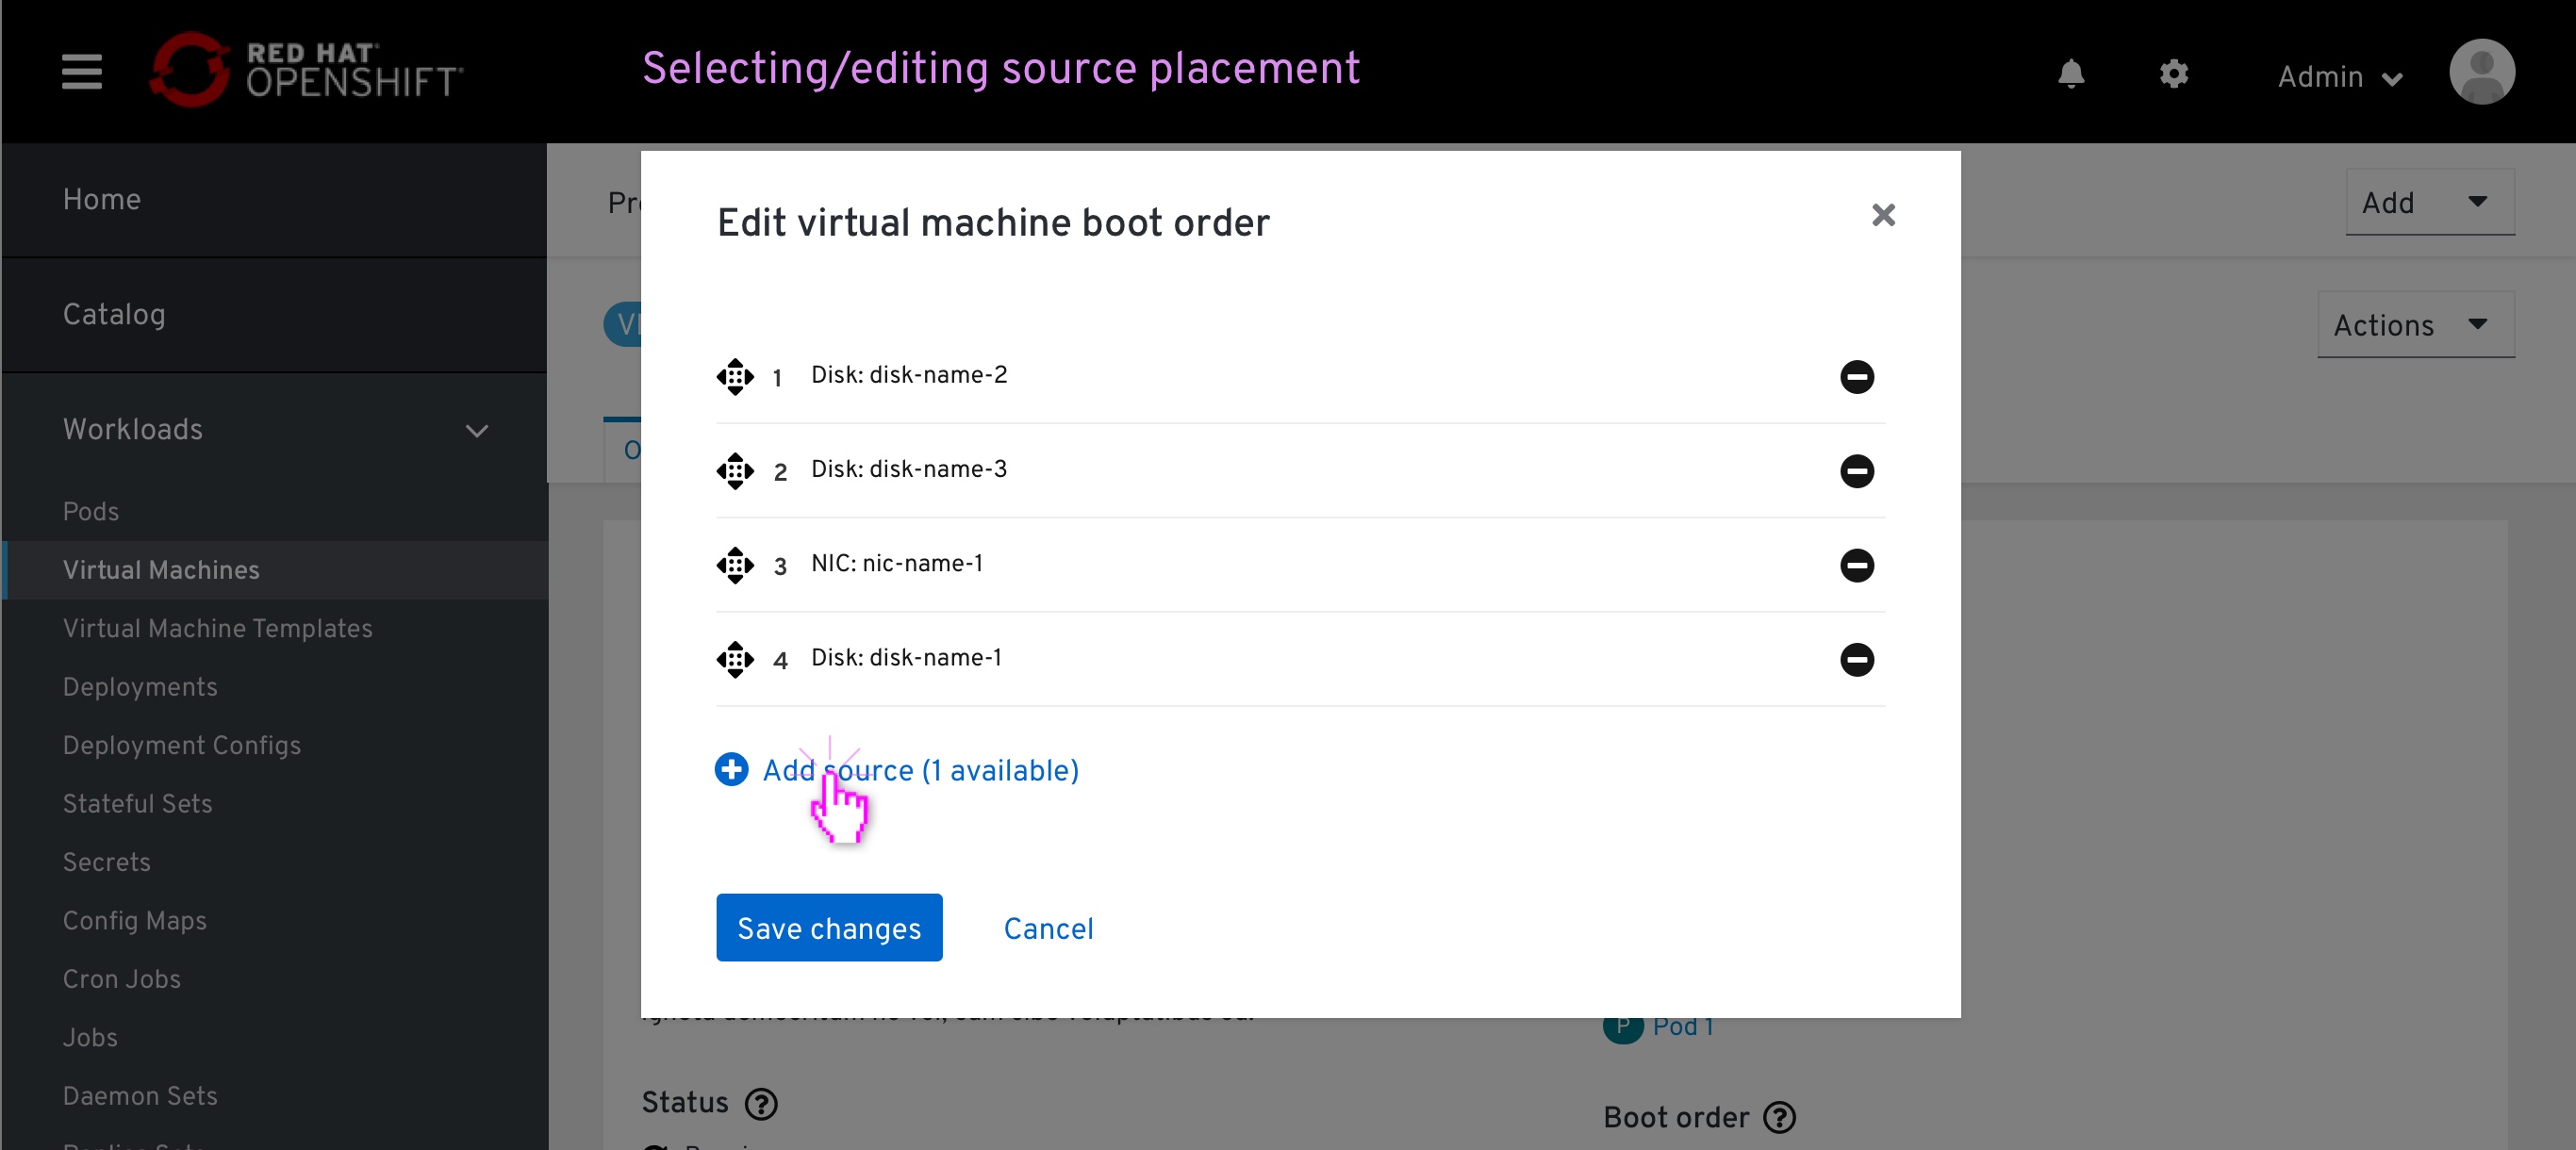 RED HAT
OPENSHIFT
Selecting/editing source placement
Admin
Home
Catalog
Workloads
Pods
Virtual Machines
Virtual Machine Templates
Deployments
Deployment Configs
Stateful Sets
Secrets
Config Maps
Cron Jobs
Jobs
Daemon Sets
Add
Actions
Edit virtual machine boot order
1 Disk: disk-name-2
2 Disk: disk-name-3
3 NIC: nic-name-1
4 Disk: disk-name-1
Add source (1 available)
Save changes
Cancel
P Pod 1
Status
Boot order